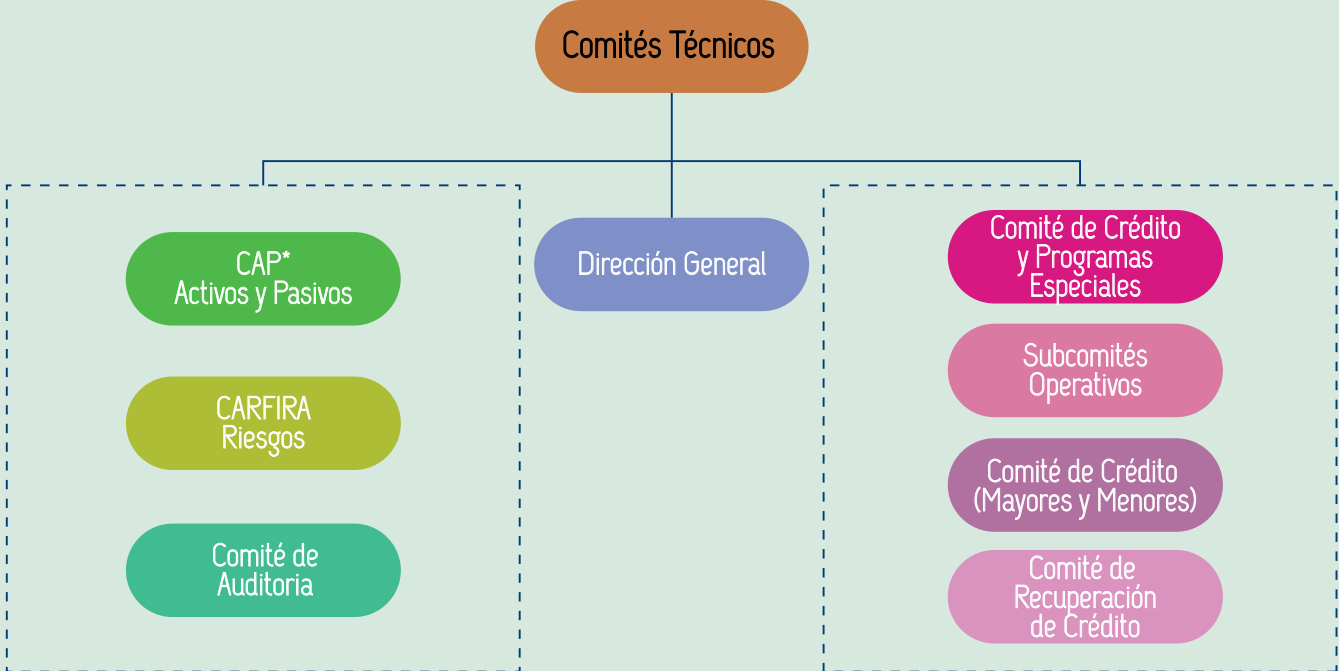 Comités Técnicos
CAP*
Activos y Pasivos
CARFIRA
Riesgos
Comité de
Auditoria
Dirección General
Comité de Crédito
y Programas
Especiales
Subcomités
Operativos
Comité de Crédito
(Mayores y Menores)
Comité de
Recuperación
de Crédito